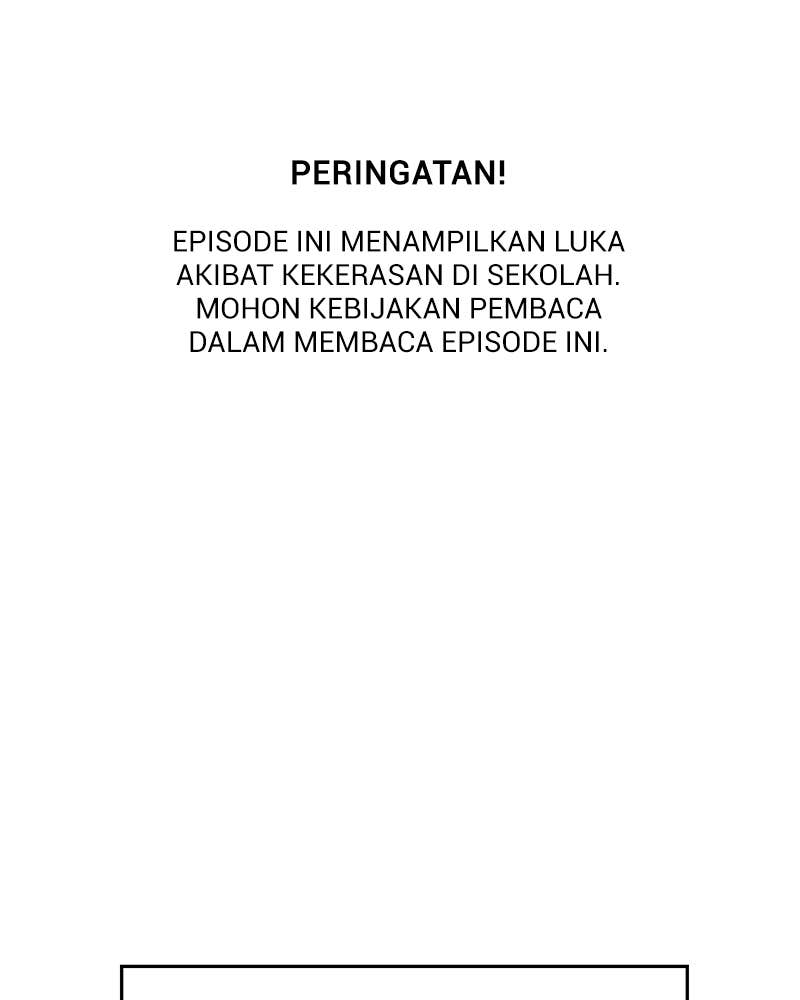 PERINGATAN!
EPISODE INI MENAMPILKAN LUKA
AKIBAT KEKERASAN DI SEKOLAH.
MOHON KEBIJAKAN PEMBACA
DALAM MEMBACA EPISODE INI.